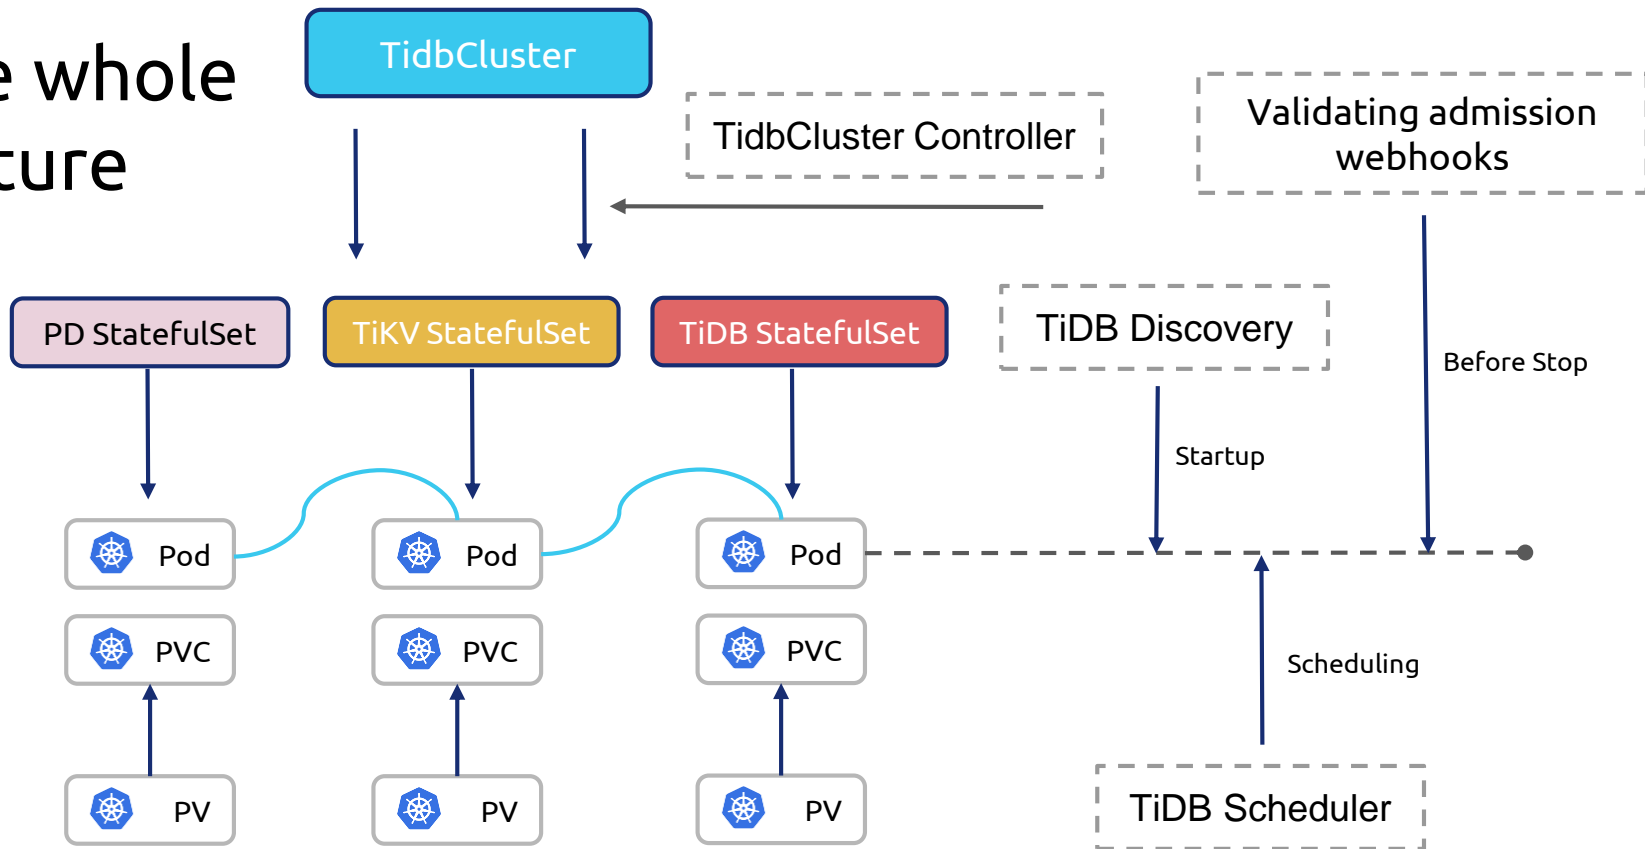 e whole
ture
TidbCluster
TidbCluster Controller
Validating admission
webhooks
PD StatefulSet
TiKV StatefulSet
TiDB StatefulSet
TiDB Discovery
Before Stop
Startup
Pod
Pod
Pod
PVC
PVC
PVC
Scheduling
PV
PV
PV
TiDB Scheduler